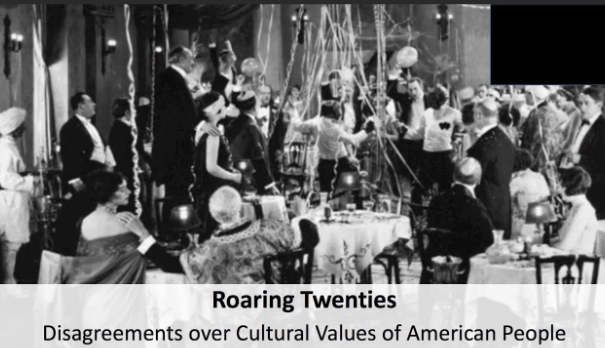 Roaring Twenties
Disagreements over Cultural Values of American People